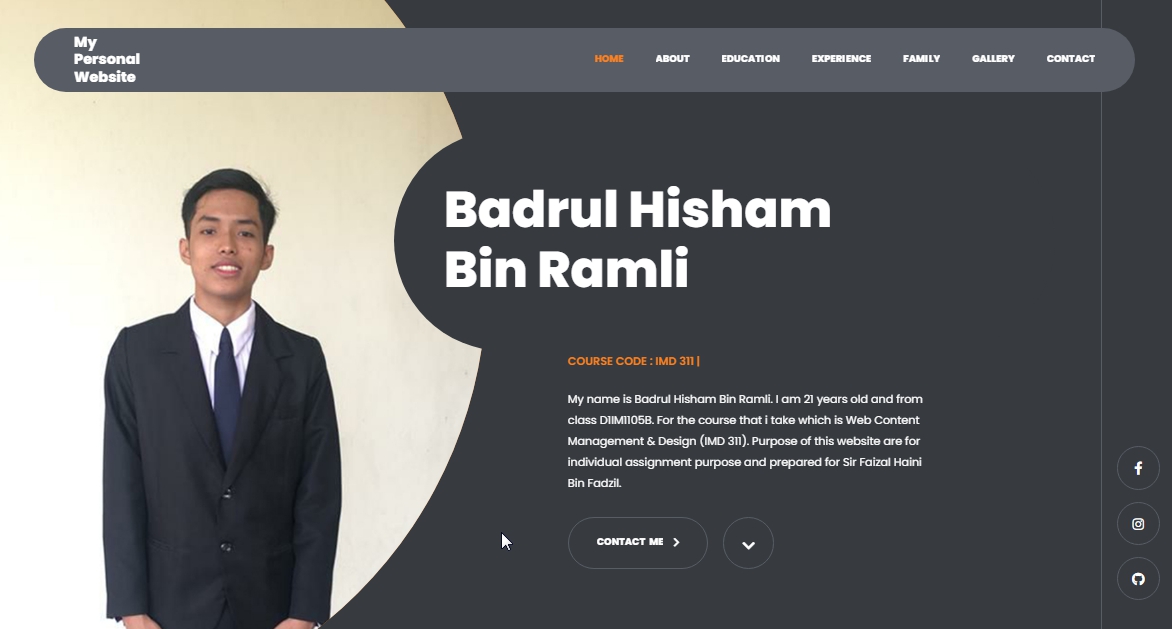 My
Personal
Website
HOME ABOUT EDUCATION EXPERIENCE FAMILY GALLERY CONTACT
Badrul Hisham
Bin Ramli
COURSE CODE : IMD 311 |
My name is Badrul Hisham Bin Ramli. I am 21 years old and from
class D1IM1105B. For the course that i take which is Web Content
Management & Design (IMD 311). Purpose of this website are for
individual assignment purpose and prepared for Sir Faizal Haini
Bin Fadzil.
CONTACT ME